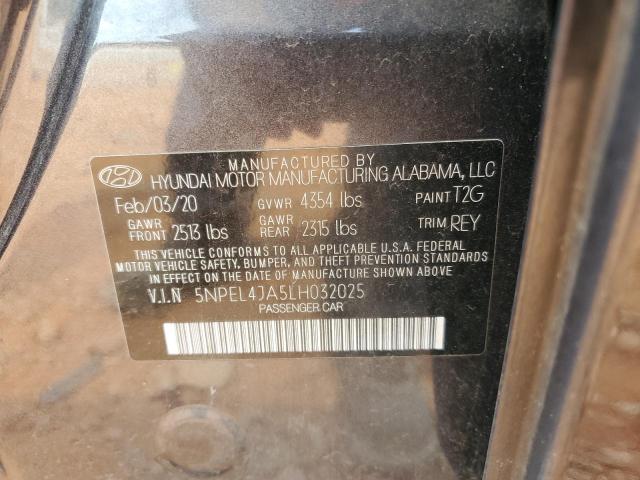 MANUFACTURED BY
HYUNDAI MOTOR MANUFACTURING ALABAMA, LLC
Feb/03/20 GVWR 4354 lbs PAINT T2G
GAWR FRONT 2513 lbs GAWR REAR 2315 lbs TRIM REY
THIS VEHICLE CONFORMS TO ALL APPLICABLE U.S.A. FEDERAL
MOTOR VEHICLE SAFETY, BUMPER, AND THEFT PREVENTION STANDARDS
IN EFFECT ON THE DATE OF MANUFACTURE SHOWN ABOVE
V.I.N 5NPEL4JA5LH032025
PASSENGER CAR